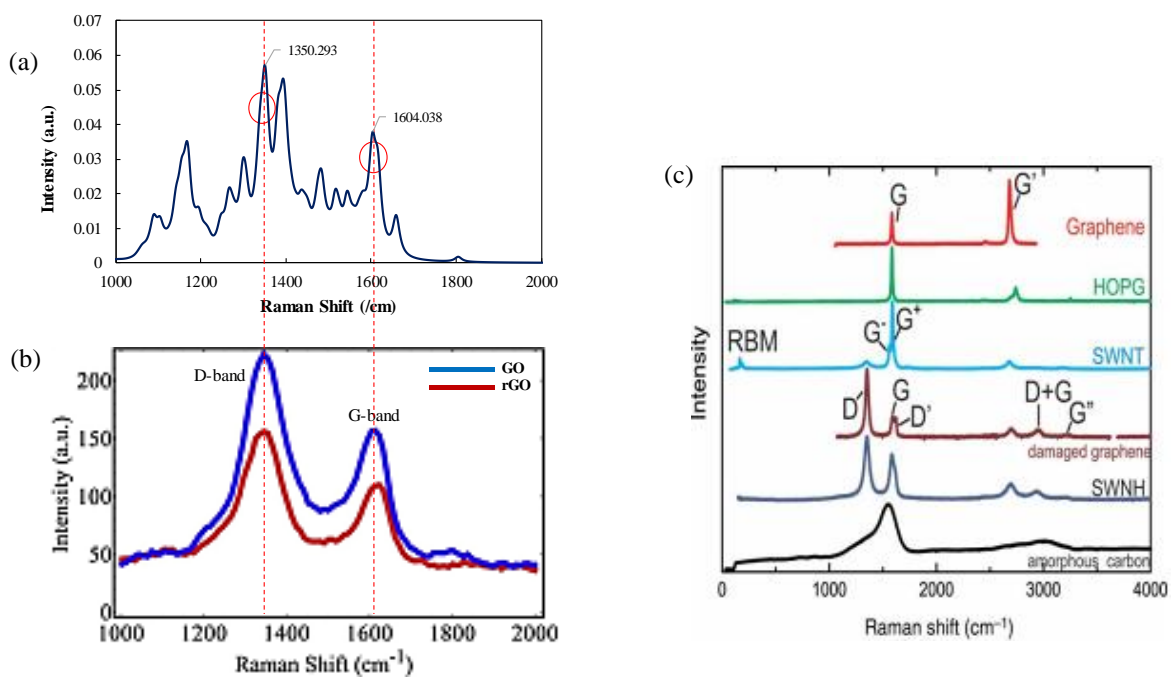 (a)
0.07
0.06
0.05
0.04
0.03
0.02
0.01
0
Intensity (a.u.)
1350.293
1604.038
1000 1200 1400 1600 1800 2000
Raman Shift (/cm)
(b)
200
150
100
50
0
Intensity (a.u.)
D-band
G-band
GO
rGO
1000 1200 1400 1600 1800 2000
Raman Shift (cm⁻¹)
(c)
Intensity
G G'
Graphene
HOPG
RBM G⁻ G⁺
SWNT
D G D' D+G G"
damaged graphene
SWNH
amorphous carbon
0 1000 2000 3000 4000
Raman shift (cm⁻¹)